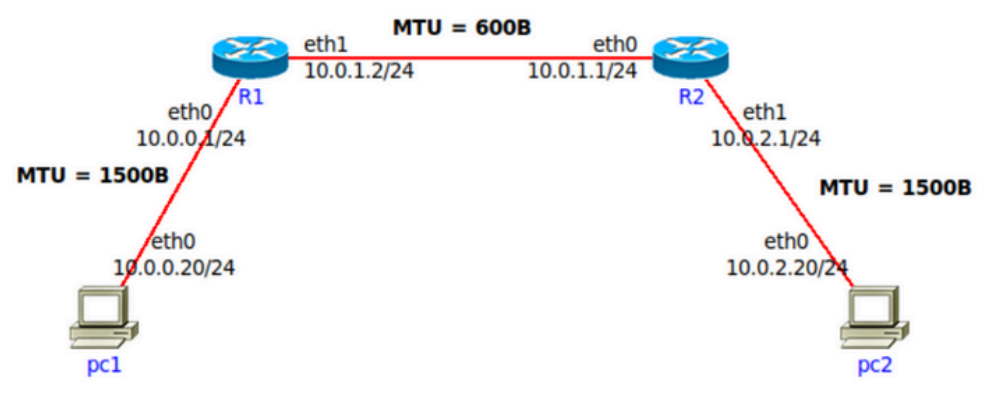 MTU = 600B
eth1
10.0.1.2/24
eth0
10.0.1.1/24
R1
R2
eth0
10.0.0.1/24
eth1
10.0.2.1/24
MTU = 1500B
MTU = 1500B
eth0
10.0.0.20/24
eth0
10.0.2.20/24
pc1
pc2